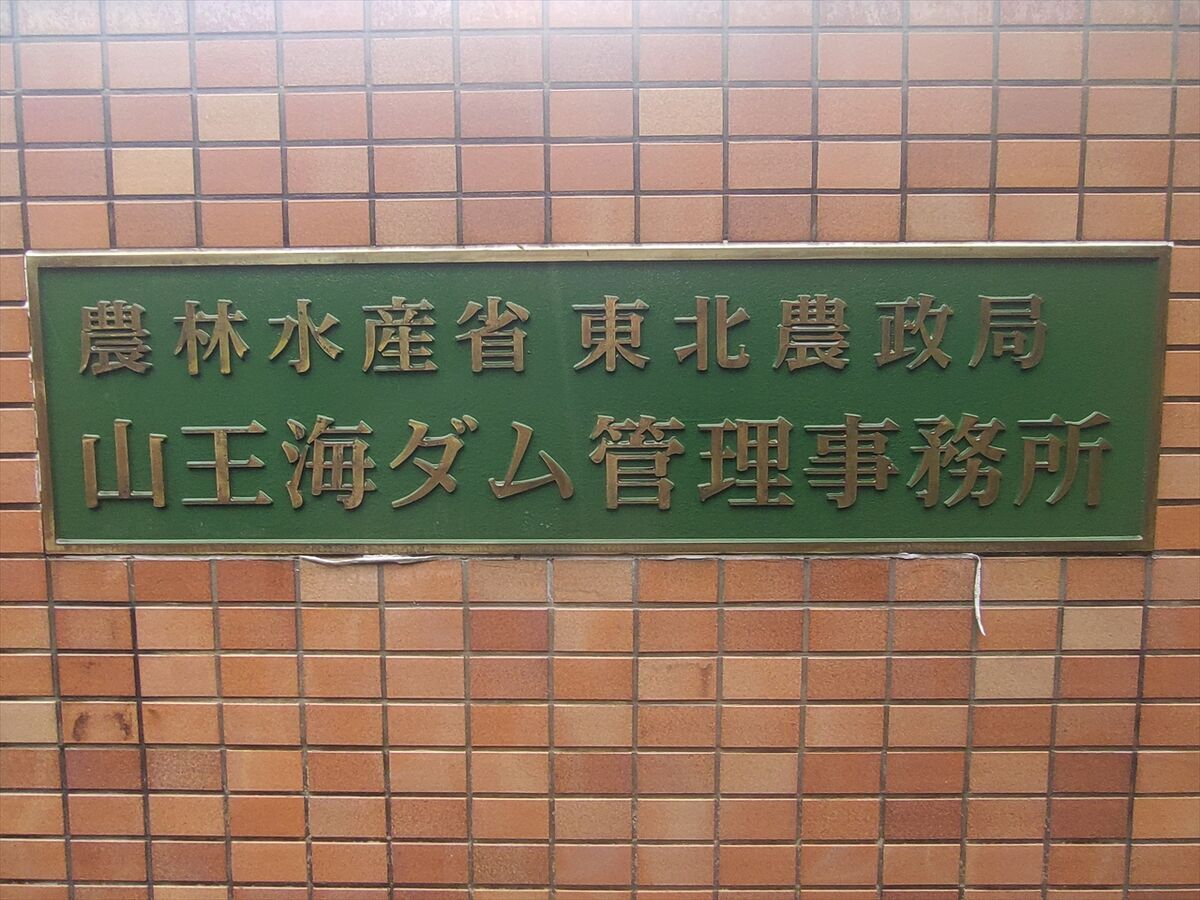 農林水産省 東北農政局
山王海ダム管理事務所